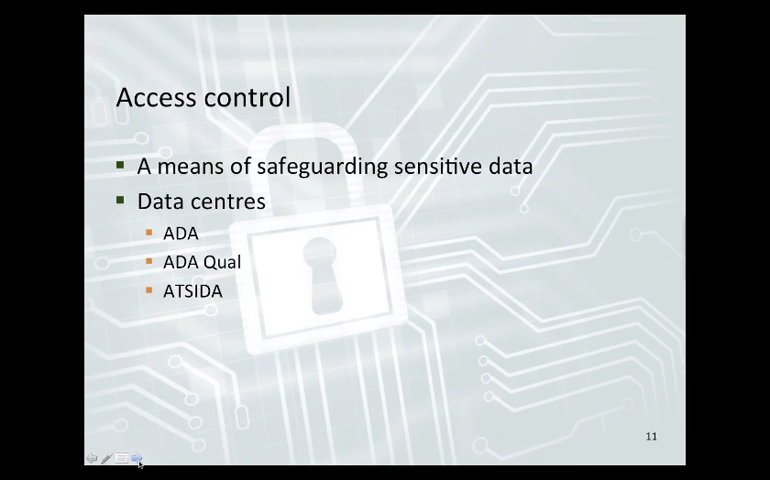 Access control
A means of safeguarding sensitive data
Data centres
ADA
ADA Qual
ATSIDA
11